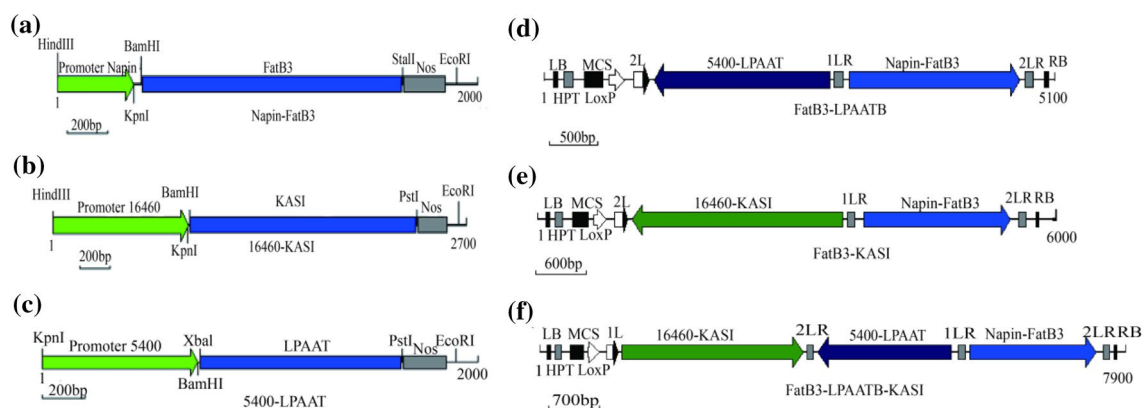 (a)
HindIII
BamHI
StaII
EcoRI
Promoter Napin
FatB3
Nos
1
KpnI
Napin-FatB3
2000
200bp
(b)
HindIII
Promoter 16460
BamHI
KASI
PstI
EcoRI
Nos
1
KpnI
16460-KASI
2700
200bp
(c)
KpnI
Promoter 5400
XbaI
LPAAT
PstI
Nos
EcoRI
1
BamHI
2000
200bp
5400-LPAAT
(d)
LB
MCS
2L
5400-LPAAT
1LR
Napin-FatB3
2LR
RB
1
HPT
LoxP
FatB3-LPAATB
5100
500bp
(e)
LB
MCS
2L
16460-KASI
1LR
Napin-FatB3
2LR
RB
1
HPT
LoxP
6000
FatB3-KASI
600bp
(f)
LB
MCS
1L
16460-KASI
2LR
5400-LPAAT
1LR
Napin-FatB3
2LR
RB
1
HPT
LoxP
7900
FatB3-LPAATB-KASI
700bp